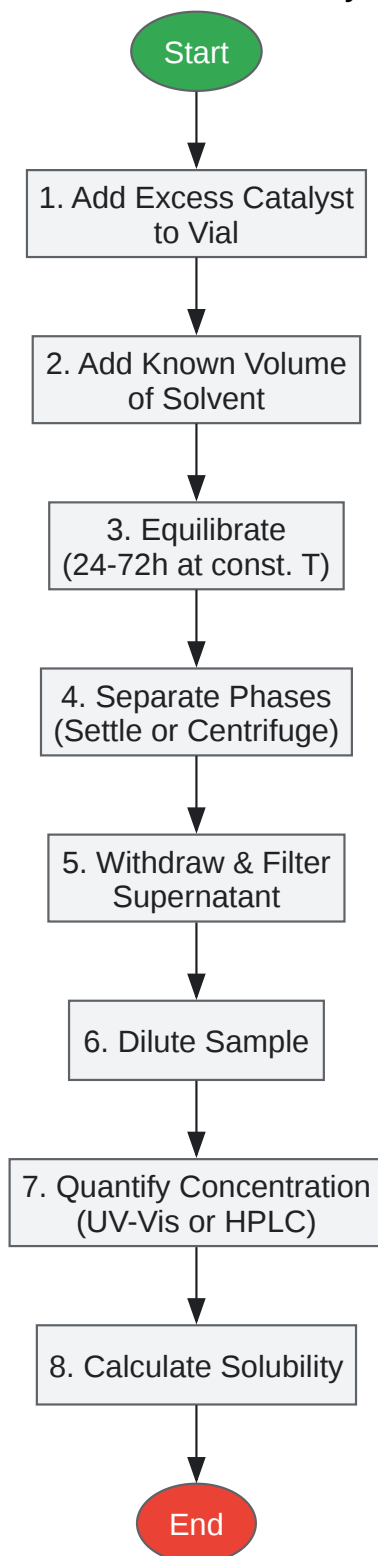 Start
1. Add Excess Catalyst
to Vial
2. Add Known Volume
of Solvent
3. Equilibrate
(24-72h at const. T)
4. Separate Phases
(Settle or Centrifuge)
5. Withdraw & Filter
Supernatant
6. Dilute Sample
7. Quantify Concentration
(UV-Vis or HPLC)
8. Calculate Solubility
End